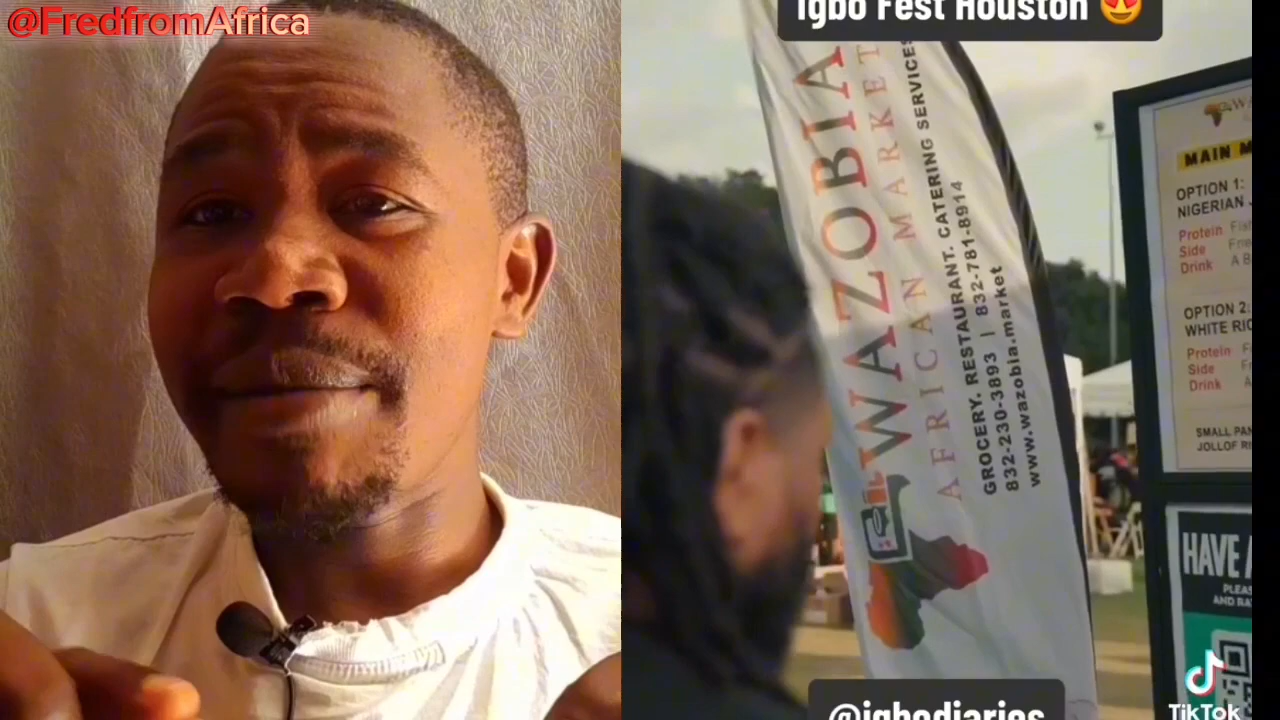 @FredfromAfrica
Igbo Fest Houston 😍
WAZOBIA
AFRICAN MARKET
GROCERY. RESTAURANT. CATERING SERVICES
832-230-3893 | 832-781-8914
www.wazobia.market
MAIN
OPTION 1:
NIGERIAN
Protein
Side
Drink
OPTION 2:
WHITE
Protein
Side
Drink
SMALL
JOLLOF
HAVE
AND
@igbodiaries
TikTok